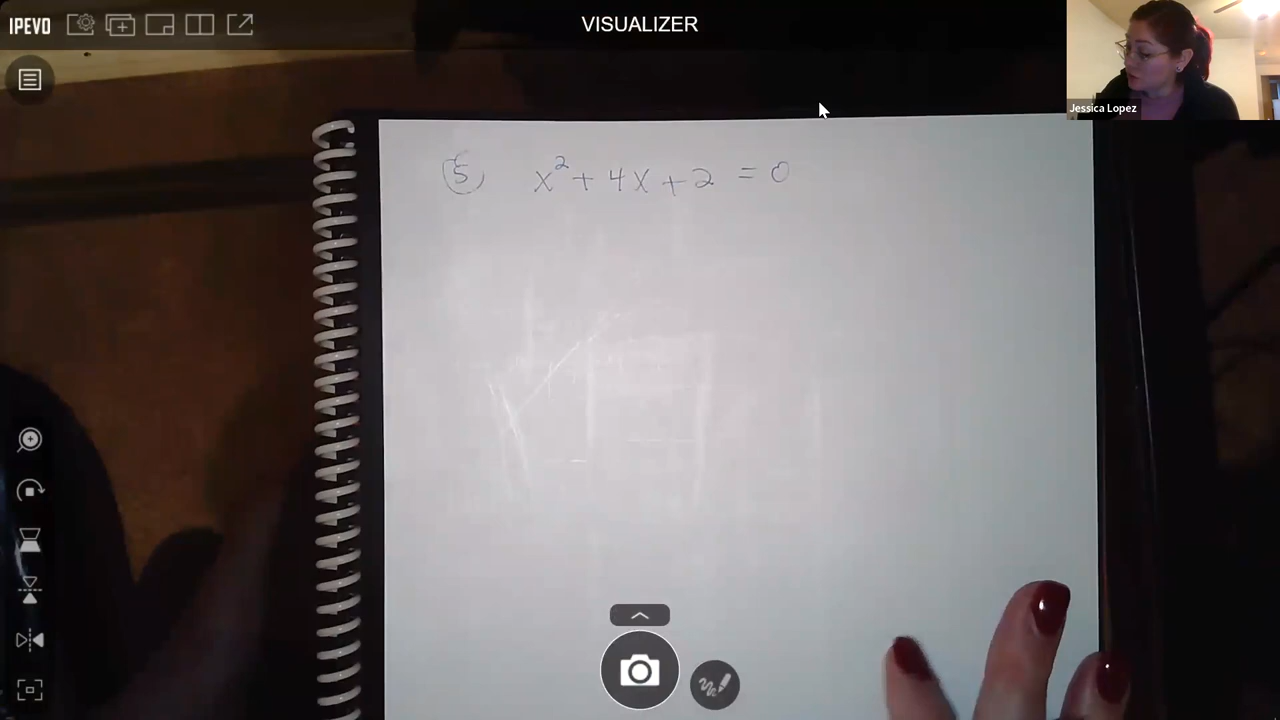 IPEVO
VISUALIZER
Jessica Lopez
⑤ x² + 4x + 2 = 0